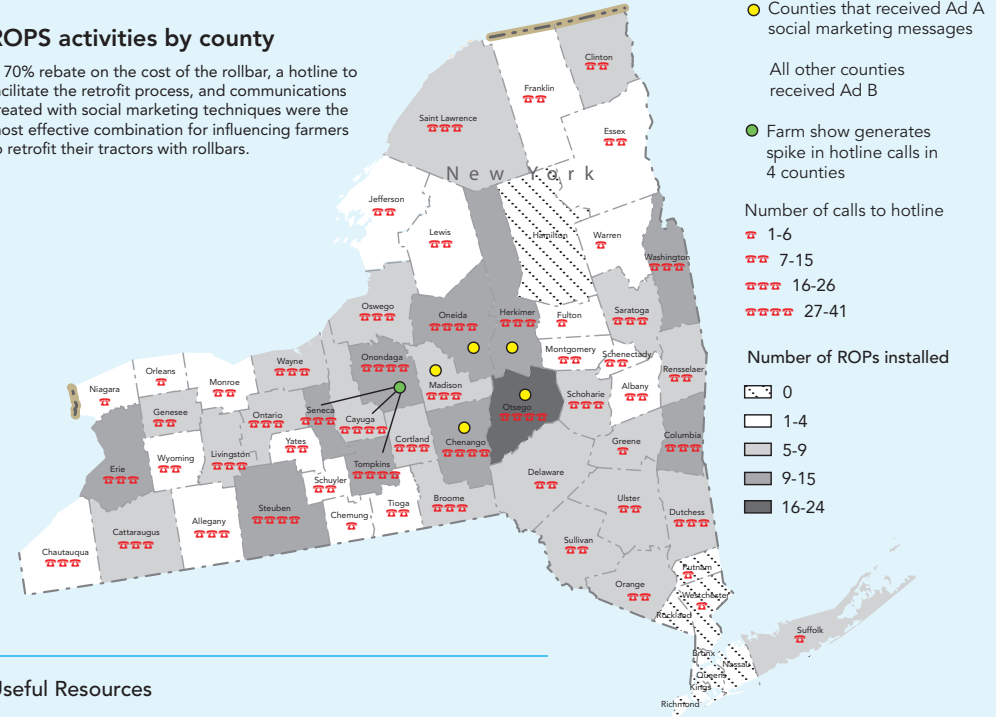 ROPS activities by county
70% rebate on the cost of the rollbar, a hotline to
acilitate the retrofit process, and communications
reated with social marketing techniques were the
ost effective combination for influencing farmers
o retrofit their tractors with rollbars.
Counties that received Ad A
social marketing messages
All other counties
received Ad B
Farm show generates
spike in hotline calls in
4 counties
Number of calls to hotline
1-6
7-15
16-26
27-41
Number of ROPs installed
0
1-4
5-9
9-15
16-24
New York
Clinton
Franklin
Saint Lawrence
Essex
Jefferson
Lewis
Hamilton
Warren
Washington
Oswego
Oneida
Herkimer
Fulton
Saratoga
Montgomery
Schenectady
Rensselaer
Albany
Schoharie
Otsego
Madison
Onondaga
Cayuga
Seneca
Wayne
Monroe
Orleans
Niagara
Genesee
Ontario
Yates
Livingston
Wyoming
Erie
Cortland
Chenango
Tompkins
Schuyler
Steuben
Allegany
Cattaraugus
Chautauqua
Chemung
Tioga
Broome
Delaware
Greene
Columbia
Ulster
Dutchess
Sullivan
Orange
Putnam
Westchester
Rockland
Bronx
Nassau
Queens
Kings
Richmond
Suffolk
Useful Resources